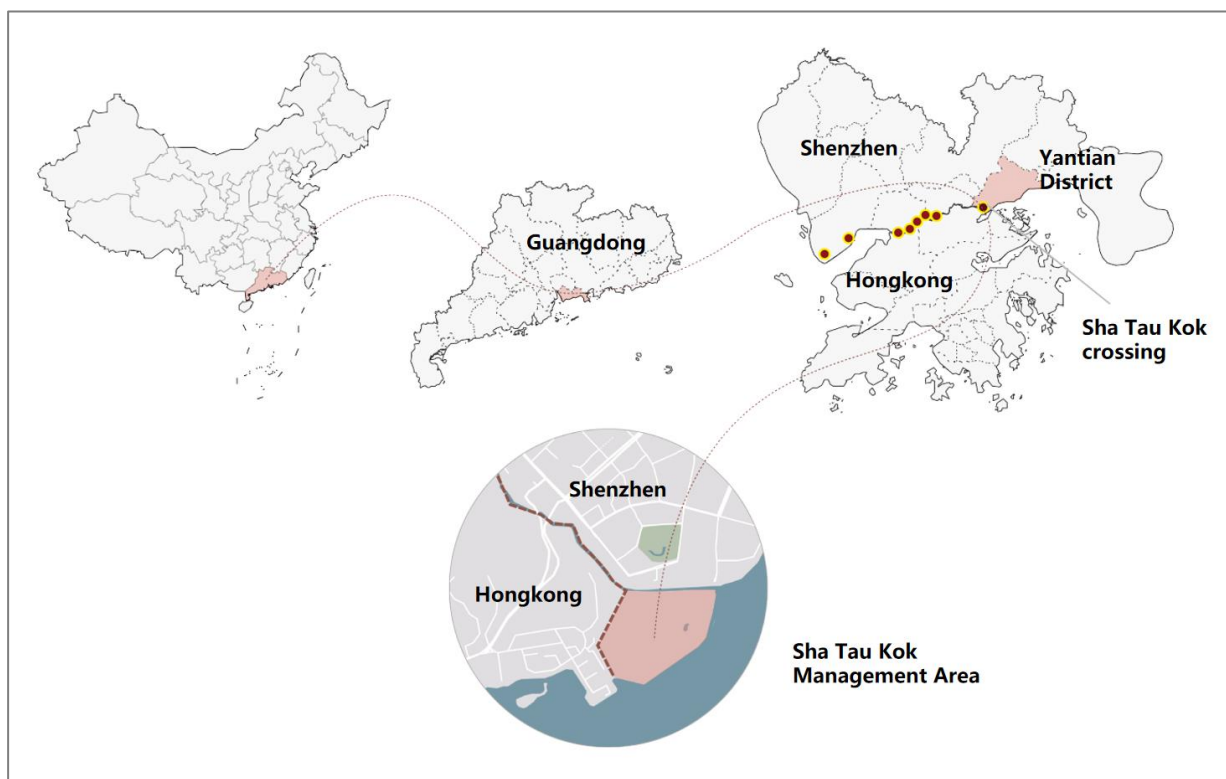 Shenzhen
Yantian
District
Guangdong
Hongkong
Sha Tau Kok
crossing
Shenzhen
Hongkong
Sha Tau Kok
Management Area